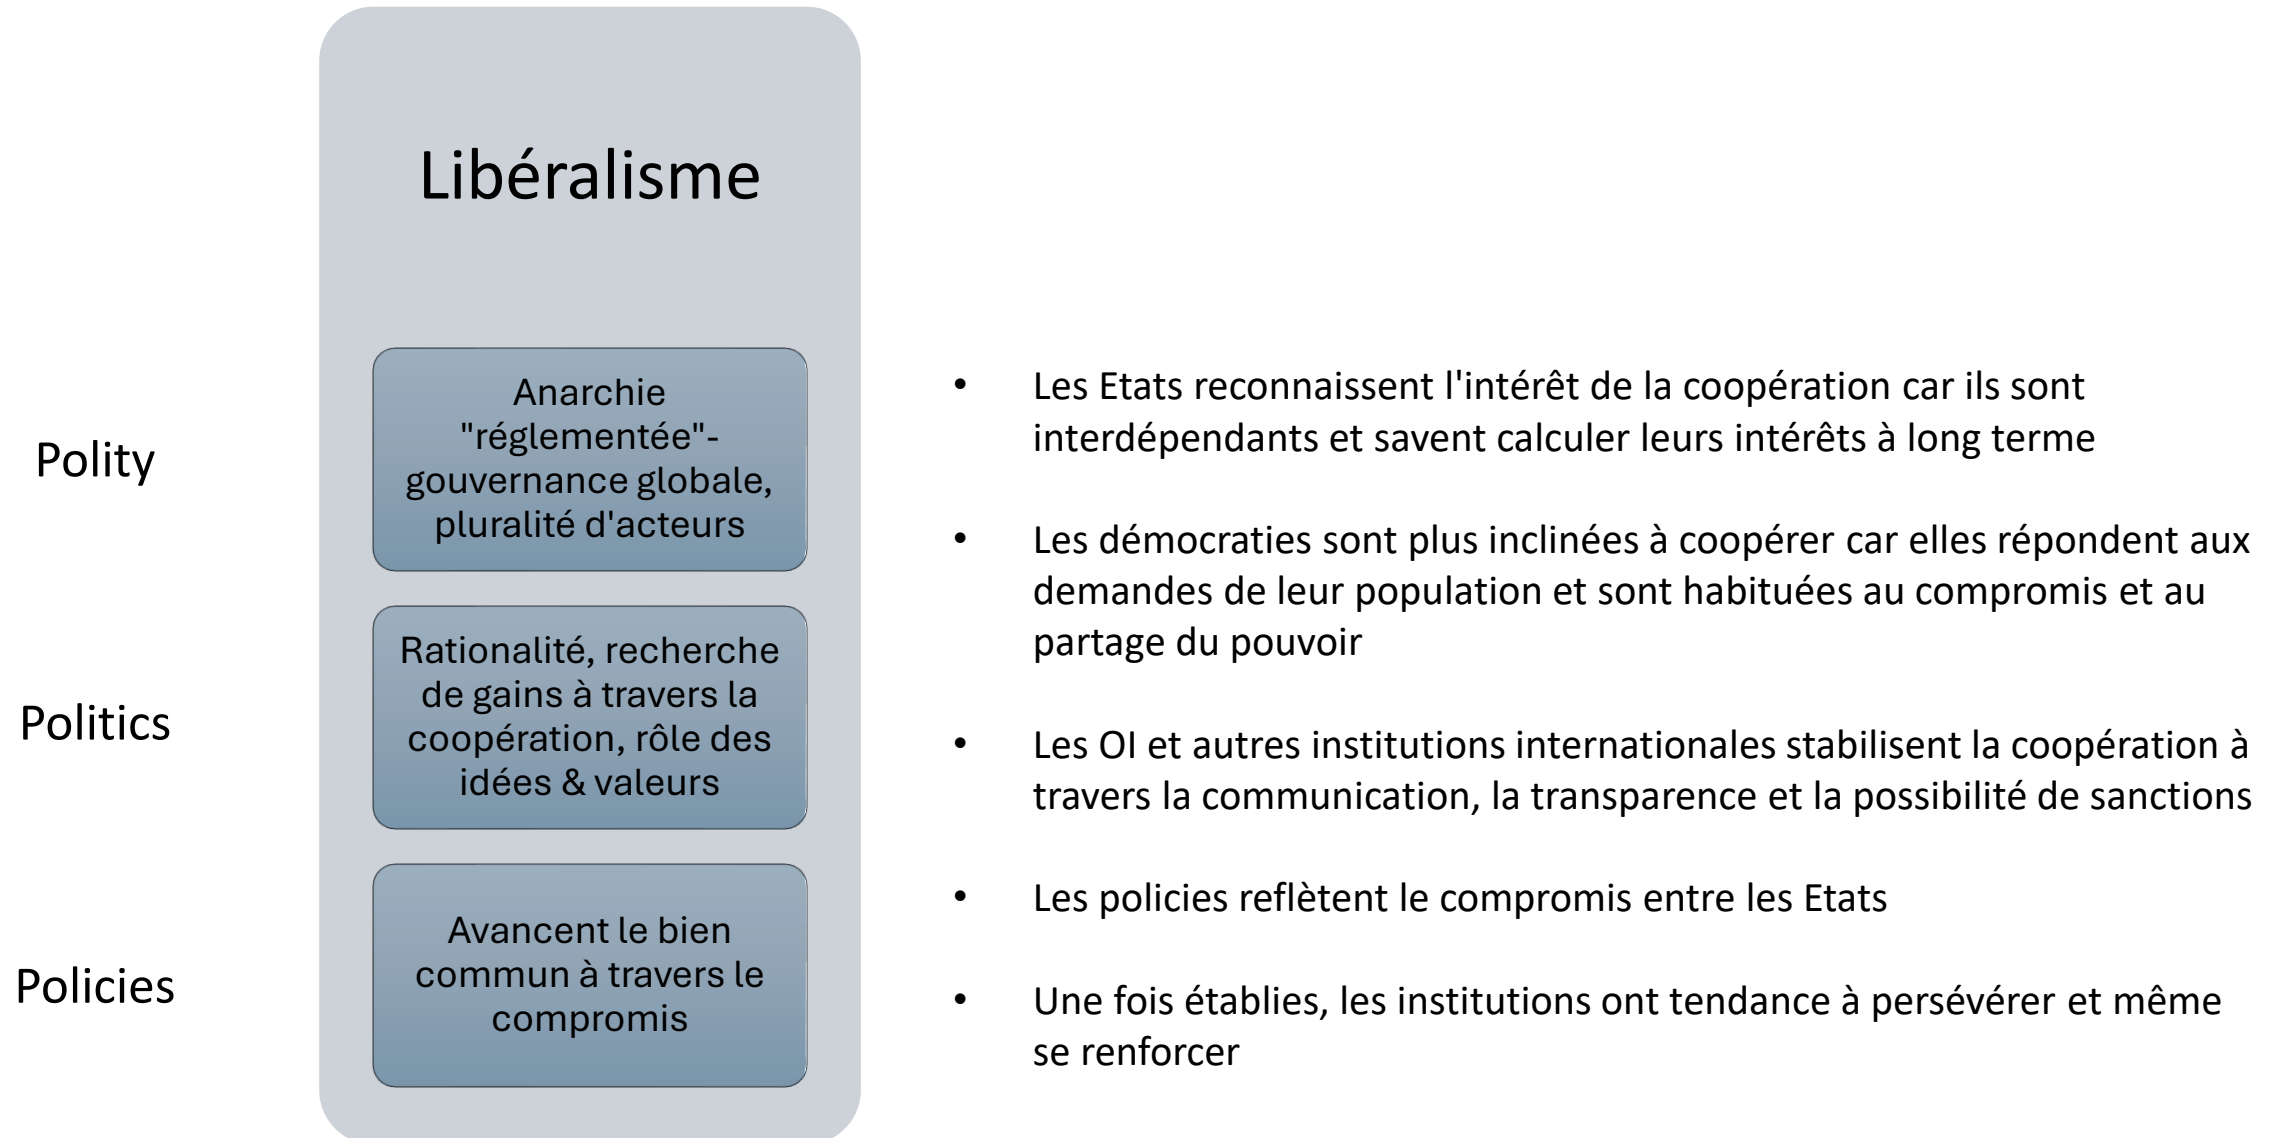 Libéralisme
Polity
Anarchie
"réglementée"-
gouvernance globale,
pluralité d'acteurs
Politics
Rationalité, recherche
de gains à travers la
coopération, rôle des
idées & valeurs
Policies
Avancent le bien
commun à travers le
compromis
• Les Etats reconnaissent l'intérêt de la coopération car ils sont
interdépendants et savent calculer leurs intérêts à long terme
• Les démocraties sont plus inclinées à coopérer car elles répondent aux
demandes de leur population et sont habituées au compromis et au
partage du pouvoir
• Les OI et autres institutions internationales stabilisent la coopération à
travers la communication, la transparence et la possibilité de sanctions
• Les policies reflètent le compromis entre les Etats
• Une fois établies, les institutions ont tendance à persévérer et même
se renforcer